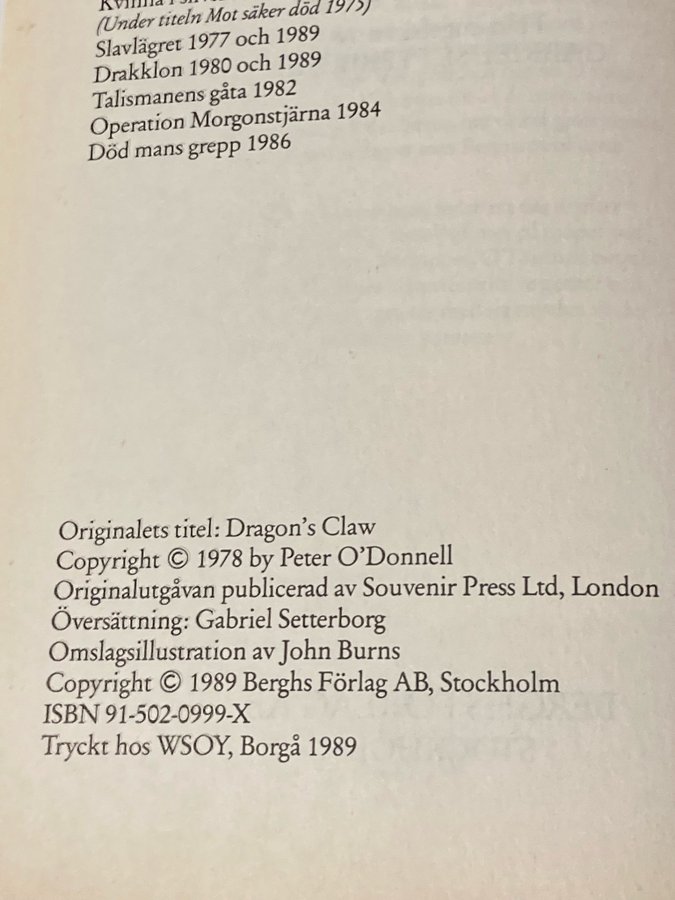 (Under titeln Mot säker död 1975)
Slavlägret 1977 och 1989
Drakklon 1980 och 1989
Talismanens gåta 1982
Operation Morgonstjärna 1984
Död mans grepp 1986
Originalets titel: Dragon's Claw
Copyright © 1978 by Peter O'Donnell
Originalutgåvan publicerad av Souvenir Press Ltd, London
Översättning: Gabriel Setterborg
Omslagsillustration av John Burns
Copyright © 1989 Berghs Förlag AB, Stockholm
ISBN 91-502-0999-X
Tryckt hos WSOY, Borgå 1989